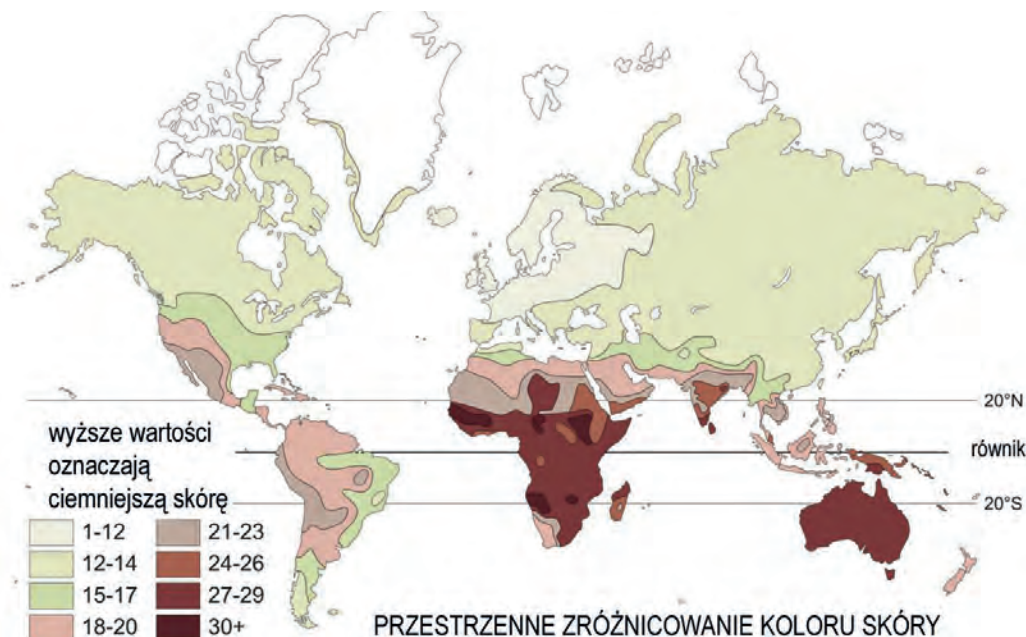 20°N
wyższe wartości
oznaczają
ciemniejszą skórę
równik
20°S
1-12
12-14
15-17
18-20
21-23
24-26
27-29
30+
PRZESTRZENNE ZRÓŻNICOWANIE KOLORU SKÓRY